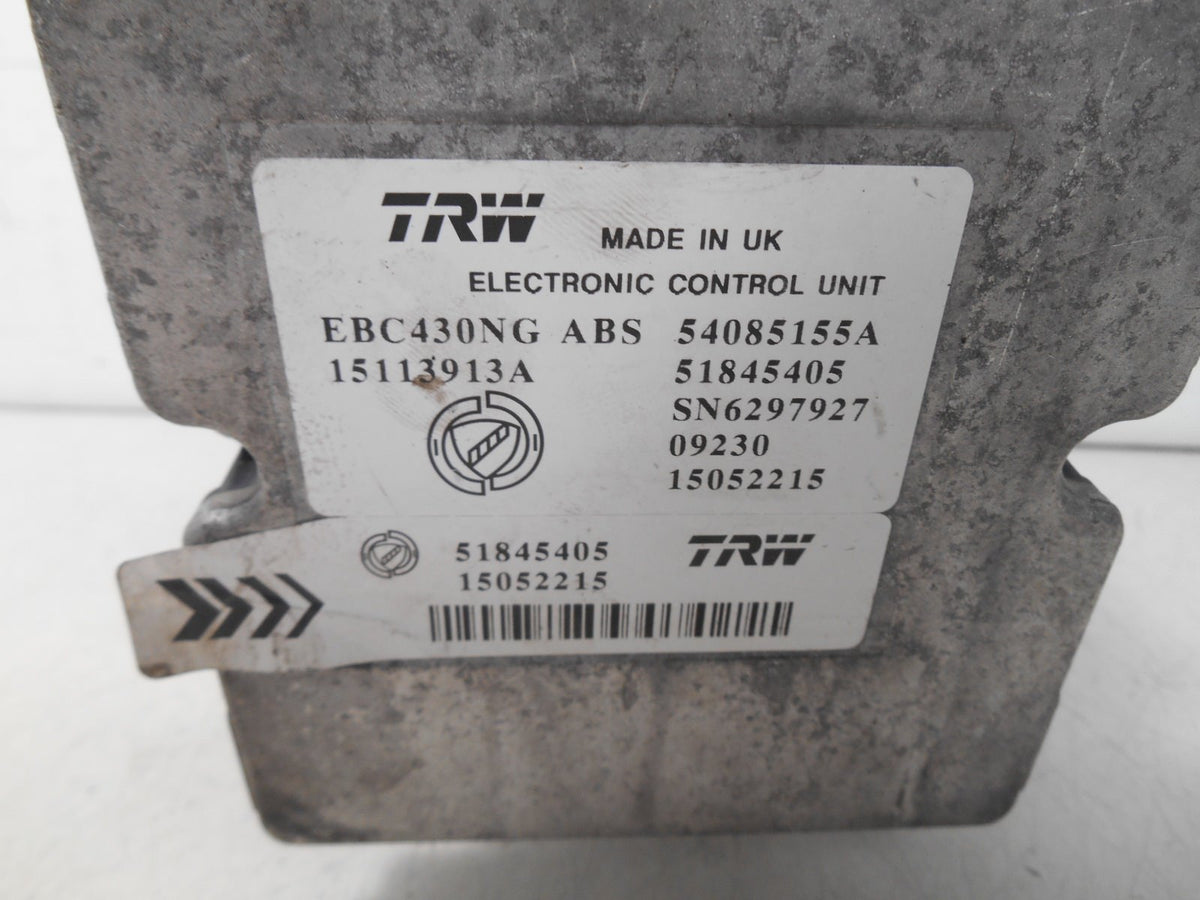 TRW MADE IN UK
ELECTRONIC CONTROL UNIT
EBC430NG ABS 54085155A
15113913A 51845405
SN6297927
09230
15052215
51845405 TRW
15052215